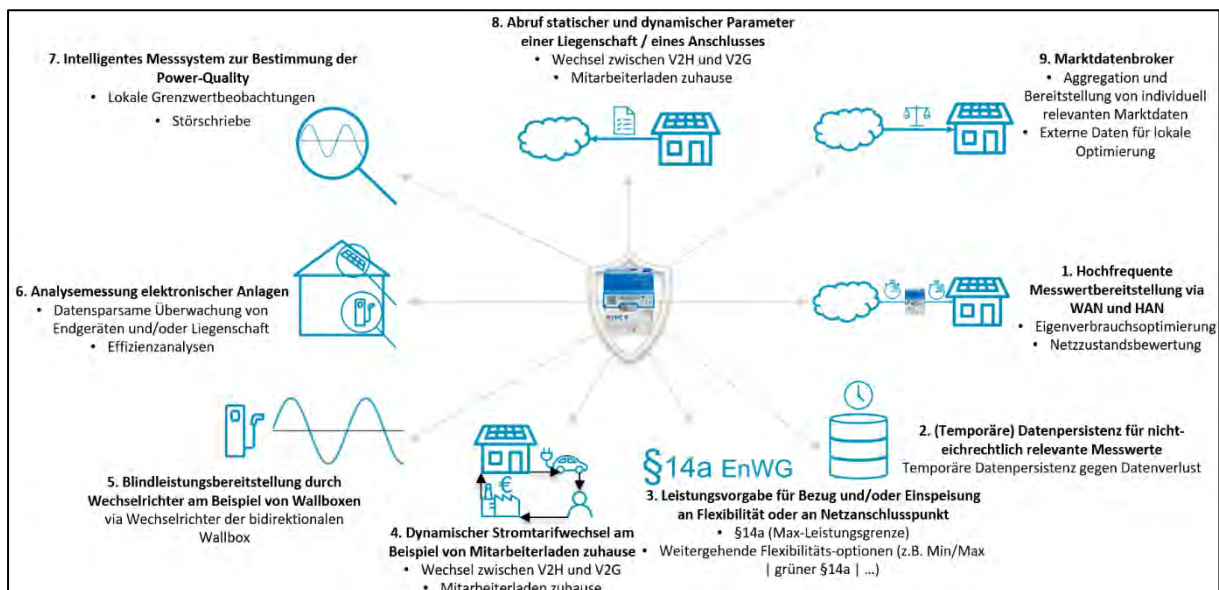 8. Abruf statischer und dynamischer Parameter
einer Liegenschaft / eines Anschlusses
• Wechsel zwischen V2H und V2G
• Mitarbeiterladen zuhause
7. Intelligentes Messsystem zur Bestimmung der
Power-Quality
• Lokale Grenzwertbeobachtungen
• Störschriebe
9. Marktdatenbroker
• Aggregation und
Bereitstellung von individuell
relevanten Marktdaten
• Externe Daten für lokale
Optimierung
6. Analysemessung elektronischer Anlagen
• Datensparsame Überwachung von
Endgeräten und/oder Liegenschaft
• Effizienzanalysen
1. Hochfrequente
Messwertbereitstellung via
WAN und HAN
• Eigenverbrauchsoptimierung
• Netzzustandsbewertung
5. Blindleistungsbereitstellung durch
Wechselrichter am Beispiel von Wallboxen
via Wechselrichter der bidirektionalen
Wallbox
€
4. Dynamischer Stromtarifwechsel am
Beispiel von Mitarbeiterladen zuhause
• Wechsel zwischen V2H und V2G
• Mitarbeiterladen zuhause
§14a EnWG
3. Leistungsvorgabe für Bezug und/oder Einspeisung
an Flexibilität oder an Netzanschlusspunkt
• §14a (Max-Leistungsgrenze)
• Weitergehende Flexibilitäts-optionen (z.B. Min/Max
| grüner §14a | …)
2. (Temporäre) Datenpersistenz für nicht-
eichrechtlich relevante Messwerte
Temporäre Datenpersistenz gegen Datenverlust